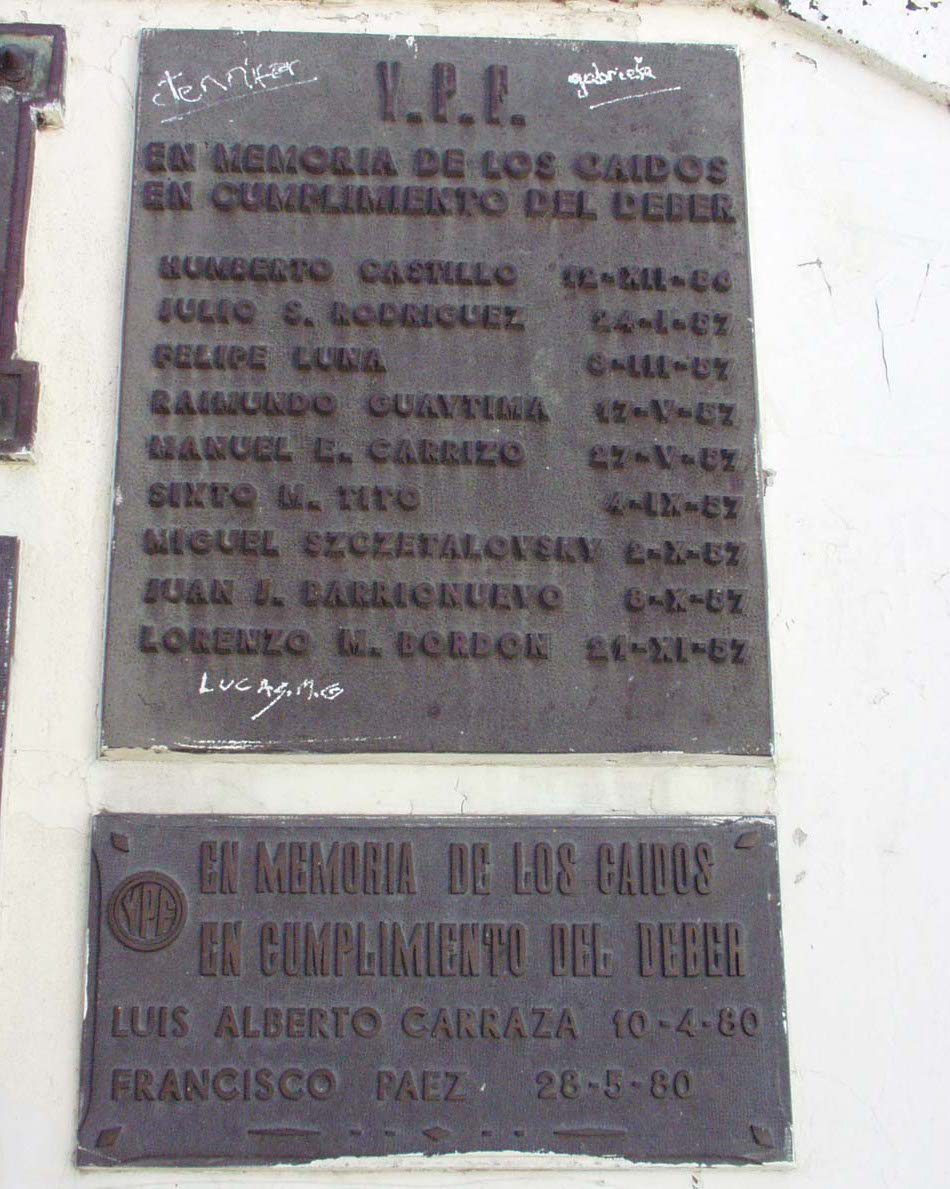 Jennifer
Y.P.F.
gabriela
EN MEMORIA DE LOS CAIDOS
EN CUMPLIMIENTO DEL DEBER
HUMBERTO CASTILLO 12-XII-56
JULIO S. RODRIGUEZ 24-I-57
FELIPE LUNA 8-III-57
RAIMUNDO GUAYTIMA 17-V-57
MANUEL E. CARRIZO 27-V-57
SIXTO M. TITO 4-IX-57
MIGUEL SZCZETALOVSKY 2-X-57
JUAN J. BARRIONUEVO 8-X-57
LORENZO M. BORDON 21-XI-57
LUCAS.M.G
YPF
EN MEMORIA DE LOS CAIDOS
EN CUMPLIMIENTO DEL DEBER
LUIS ALBERTO CARRAZA 10-4-80
FRANCISCO PAEZ 28-5-80